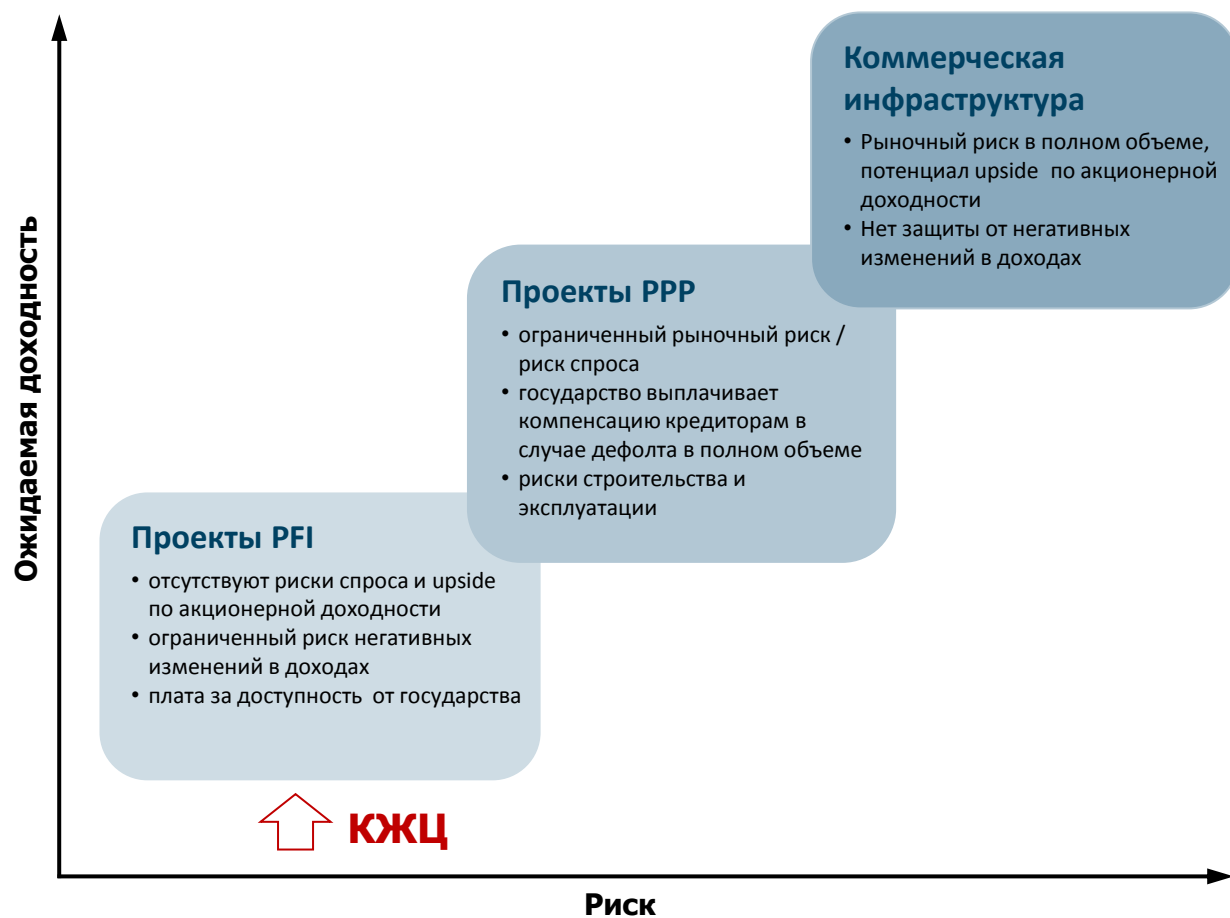 Коммерческая
инфраструктура
• Рыночный риск в полном объеме,
потенциал upside по акционерной
доходности
• Нет защиты от негативных
изменений в доходах
Проекты PPP
• ограниченный рыночный риск /
риск спроса
• государство выплачивает
компенсацию кредиторам в
случае дефолта в полном объеме
• риски строительства и
эксплуатации
Проекты PFI
• отсутствуют риски спроса и upside
по акционерной доходности
• ограниченный риск негативных
изменений в доходах
• плата за доступность от государства
КЖЦ
Ожидаемая доходность
Риск